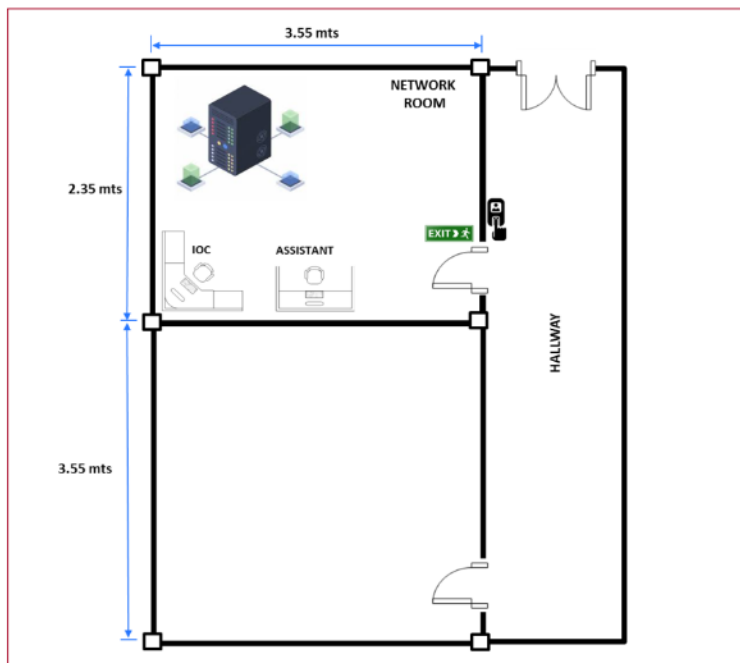 3.55 mts
NETWORK
ROOM
2.35 mts
EXIT
IOC
ASSISTANT
HALLWAY
3.55 mts